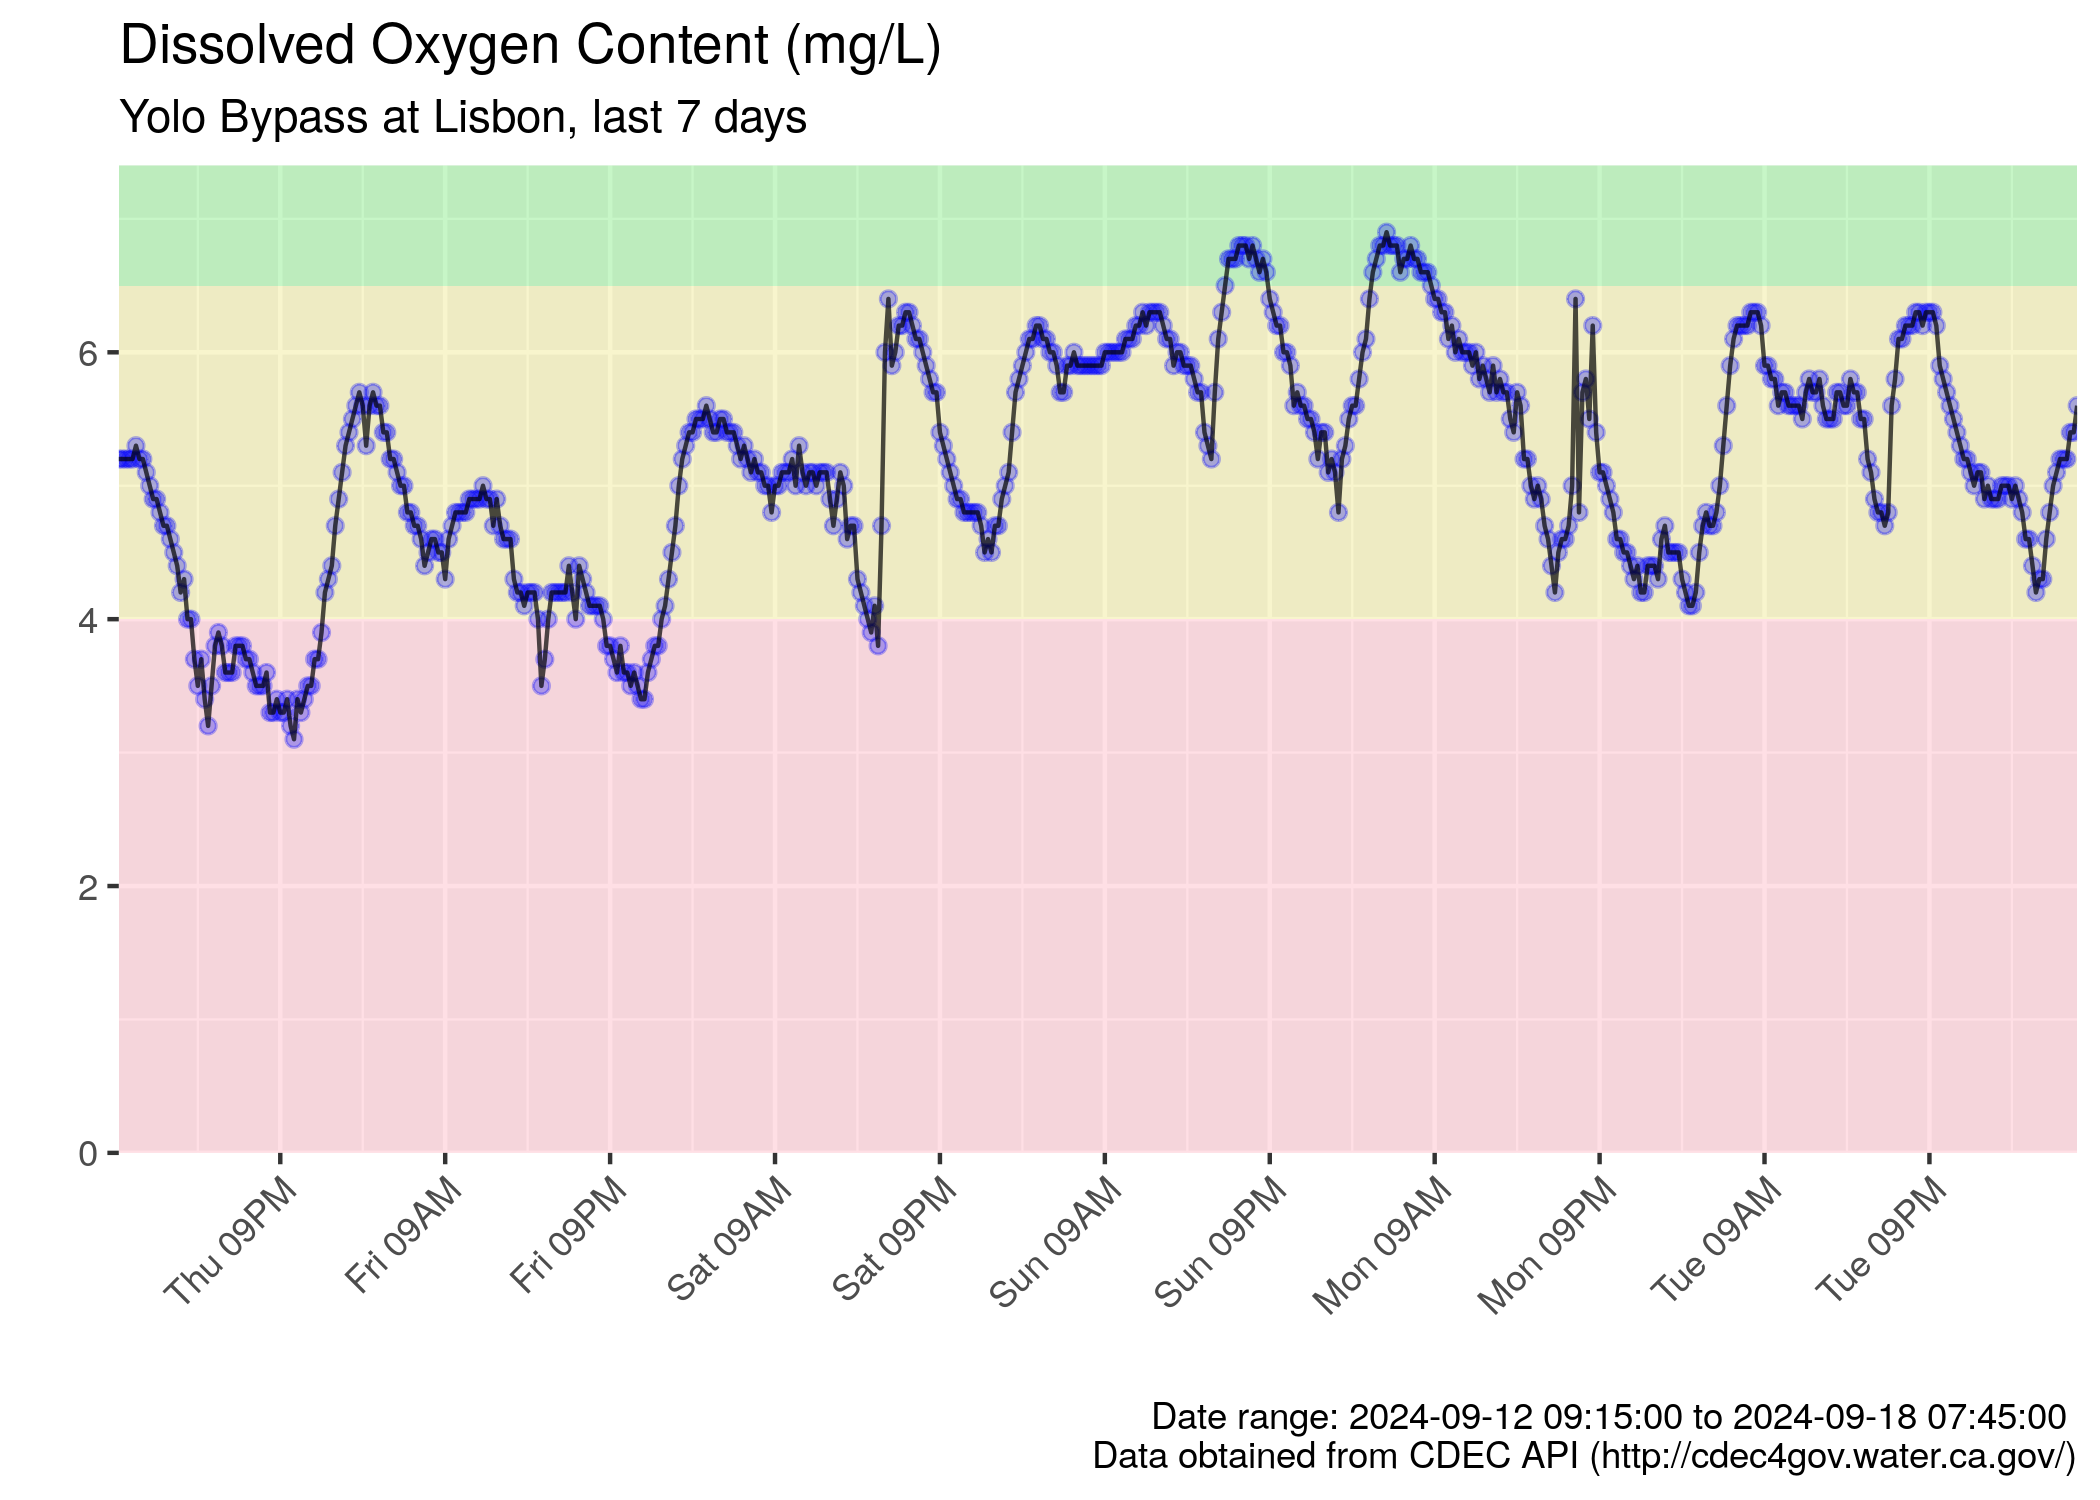 Dissolved Oxygen Content (mg/L)
Yolo Bypass at Lisbon, last 7 days
6
4
2
0
Thu 09PM
Fri 09AM
Fri 09PM
Sat 09AM
Sat 09PM
Sun 09AM
Sun 09PM
Mon 09AM
Mon 09PM
Tue 09AM
Tue 09PM
Date range: 2024-09-12 09:15:00 to 2024-09-18 07:45:00
Data obtained from CDEC API (http://cdec4gov.water.ca.gov/)